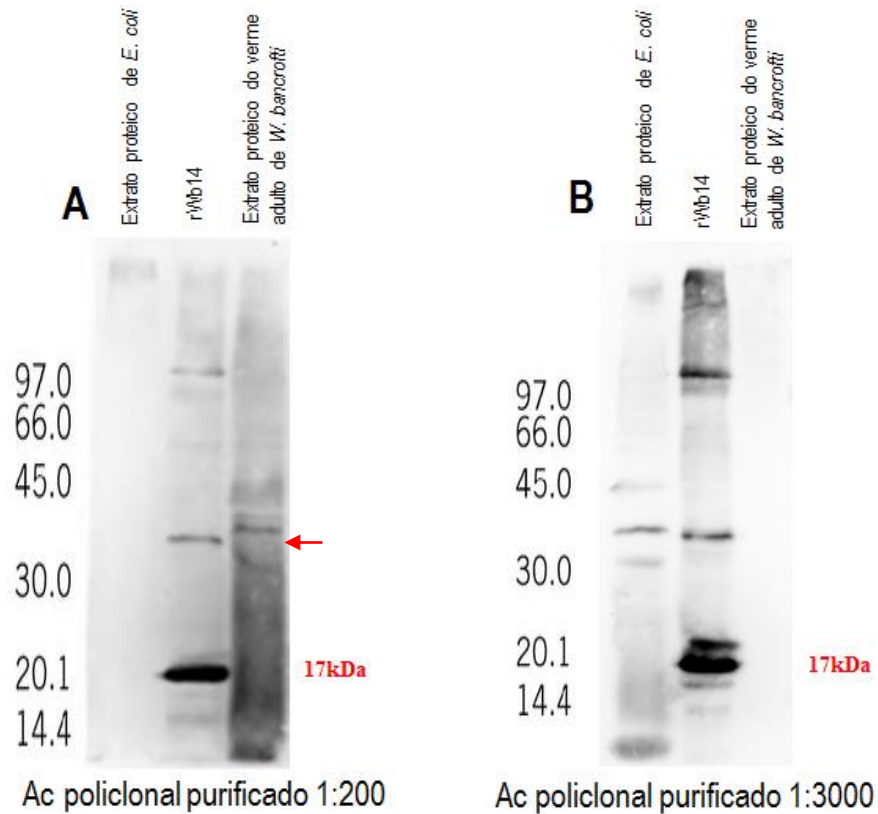 A
Extrato proteico de E. coli
rWb14
Extrato proteico do verme
adulto de W. bancrofti
97.0
66.0
45.0
30.0
20.1
14.4
17kDa
Ac policlonal purificado 1:200
B
Extrato proteico de E. coli
rWb14
Extrato proteico do verme
adulto de W. bancrofti
97.0
66.0
45.0
30.0
20.1
14.4
17kDa
Ac policlonal purificado 1:3000